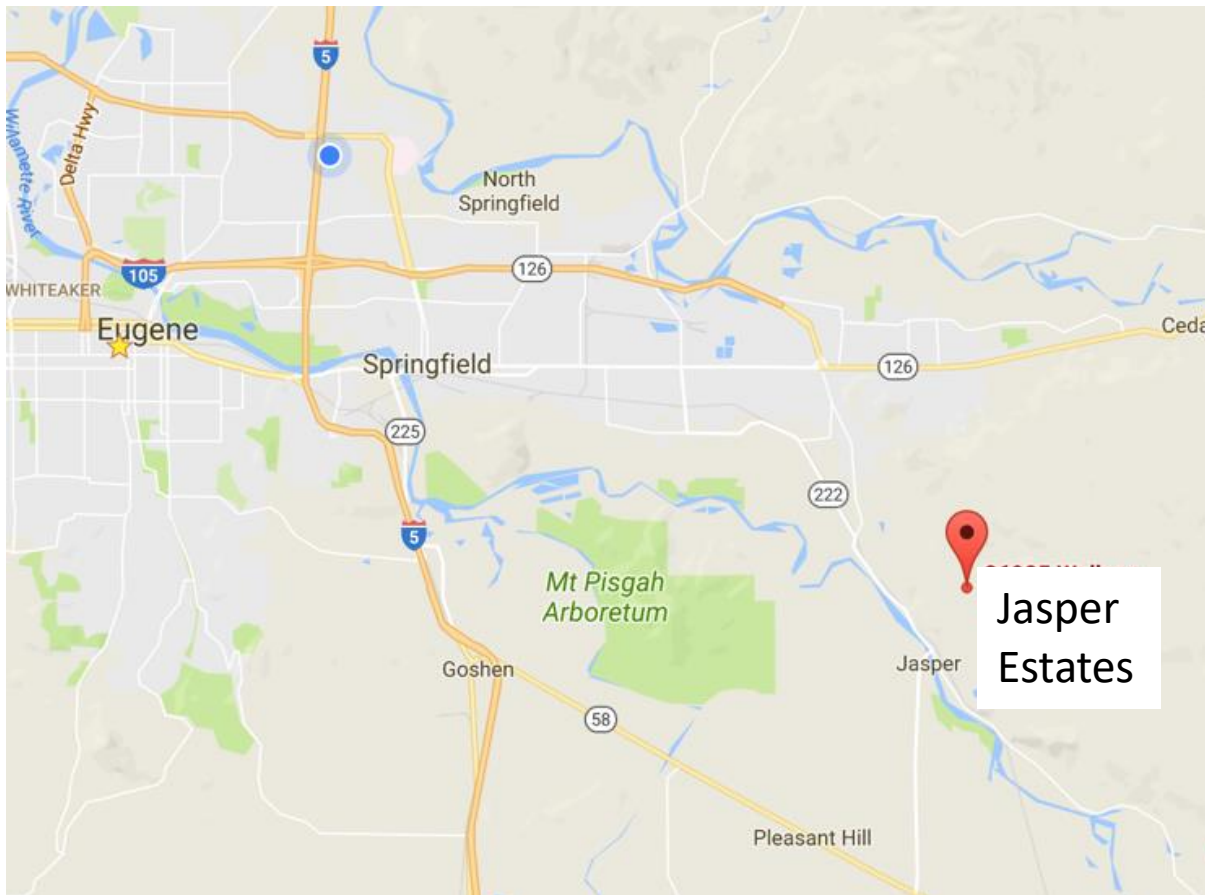 5
Willamette River
Delta Hwy
North
Springfield
126
105
WHITEAKER
Eugene
Ceda
Springfield
126
225
222
5
Mt Pisgah
Arboretum
Jasper
Estates
Goshen
Jasper
58
Pleasant Hill